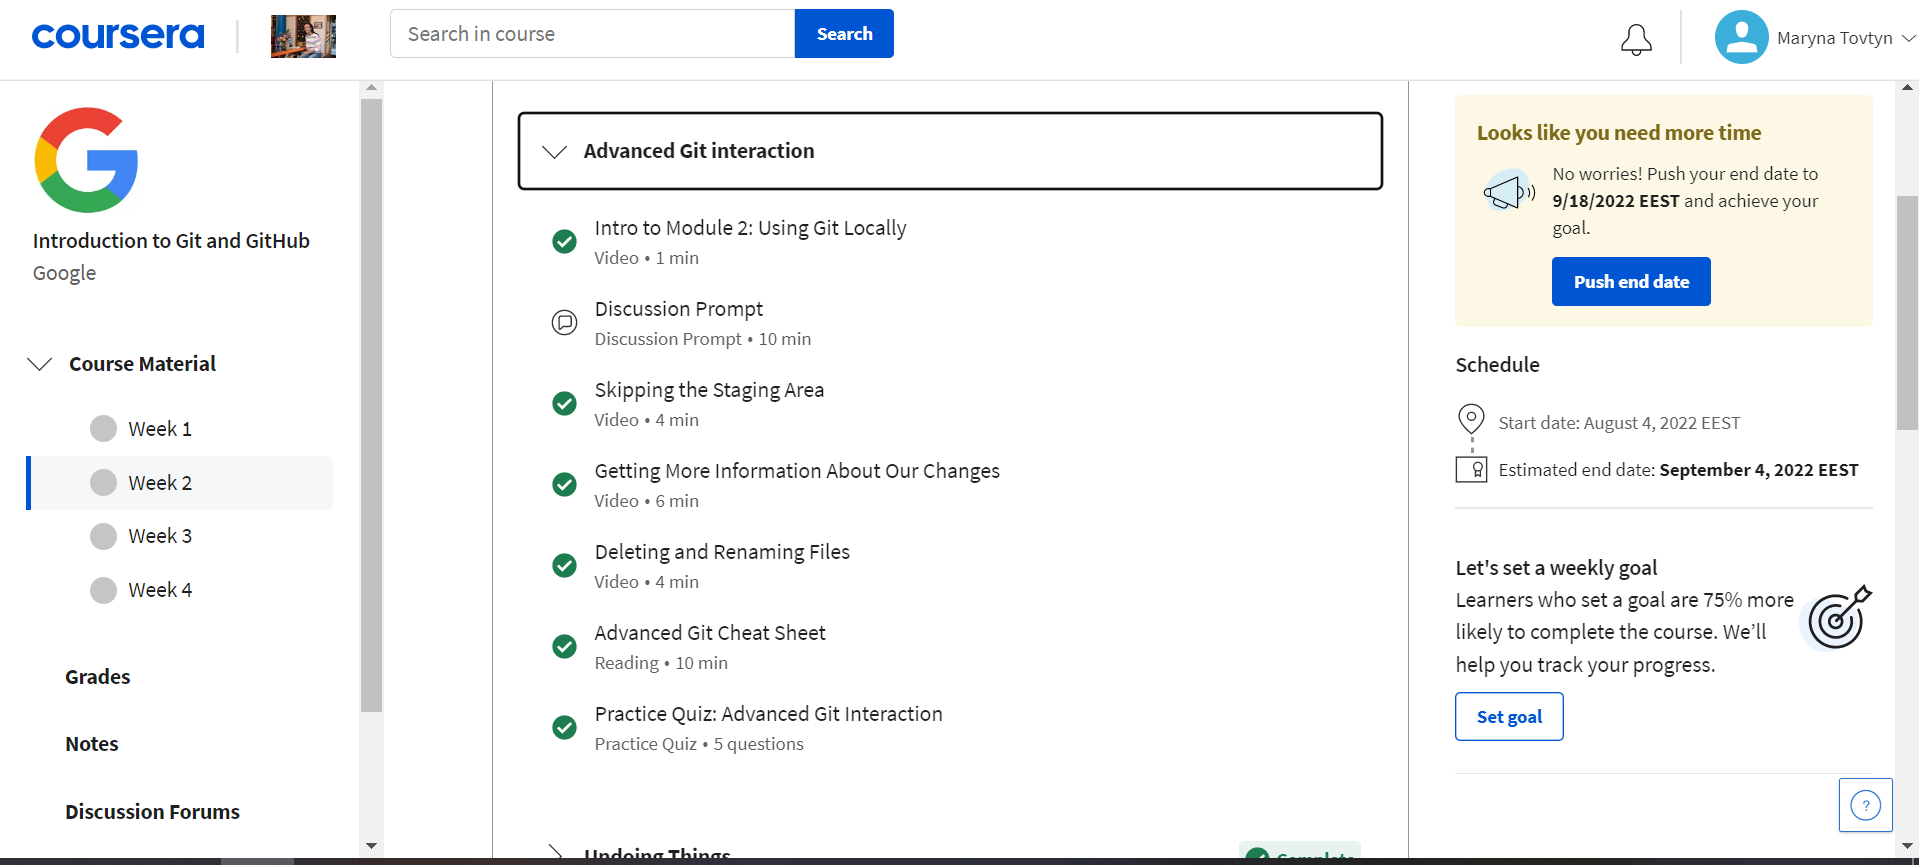 coursera
Search in course
Search
Maryna Tovtyn
Introduction to Git and GitHub
Google
Course Material
Week 1
Week 2
Week 3
Week 4
Grades
Notes
Discussion Forums
Advanced Git interaction
Intro to Module 2: Using Git Locally
Video • 1 min
Discussion Prompt
Discussion Prompt • 10 min
Skipping the Staging Area
Video • 4 min
Getting More Information About Our Changes
Video • 6 min
Deleting and Renaming Files
Video • 4 min
Advanced Git Cheat Sheet
Reading • 10 min
Practice Quiz: Advanced Git Interaction
Practice Quiz • 5 questions
Undoing Things
Complete
Looks like you need more time
No worries! Push your end date to
9/18/2022 EEST and achieve your
goal.
Push end date
Schedule
Start date: August 4, 2022 EEST
Estimated end date: September 4, 2022 EEST
Let's set a weekly goal
Learners who set a goal are 75% more
likely to complete the course. We’ll
help you track your progress.
Set goal
?